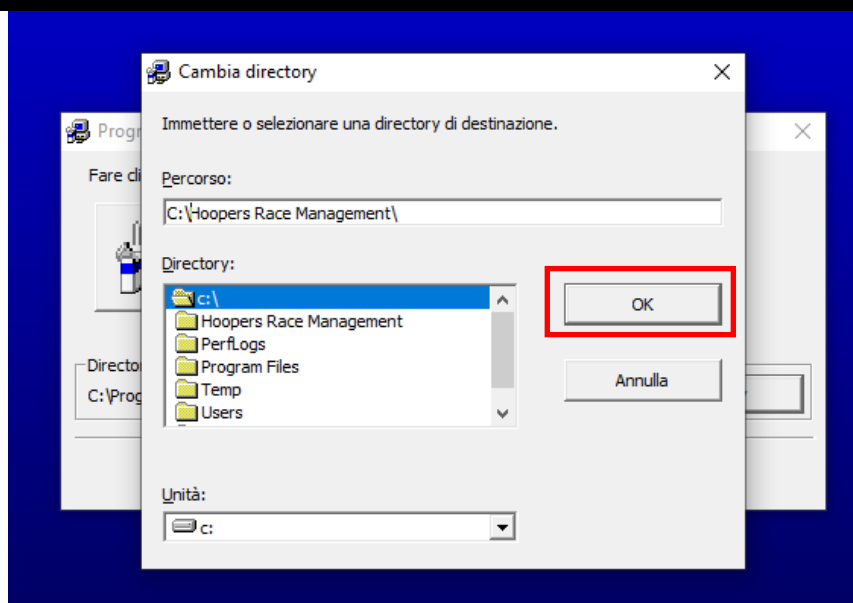 Cambia directory
Immettere o selezionare una directory di destinazione.
Progr
Fare cli
Percorso:
C:\Hoopers Race Management\
Directory:
c:\
Hoopers Race Management
PerfLogs
Program Files
Temp
Users
OK
Annulla
Director
C:\Prog
Unità:
c: